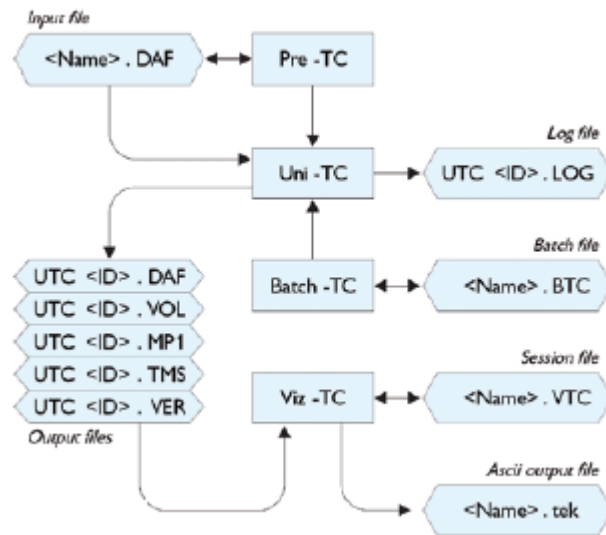 Input file
<Name> . DAF
Pre -TC
Log file
Uni -TC
UTC <ID> . LOG
Batch file
UTC <ID> . DAF
UTC <ID> . VOL
UTC <ID> . MP1
UTC <ID> . TMS
UTC <ID> . VER
Output files
Batch -TC
<Name> . BTC
Session file
Viz -TC
<Name> . VTC
Ascii output file
<Name> . tek